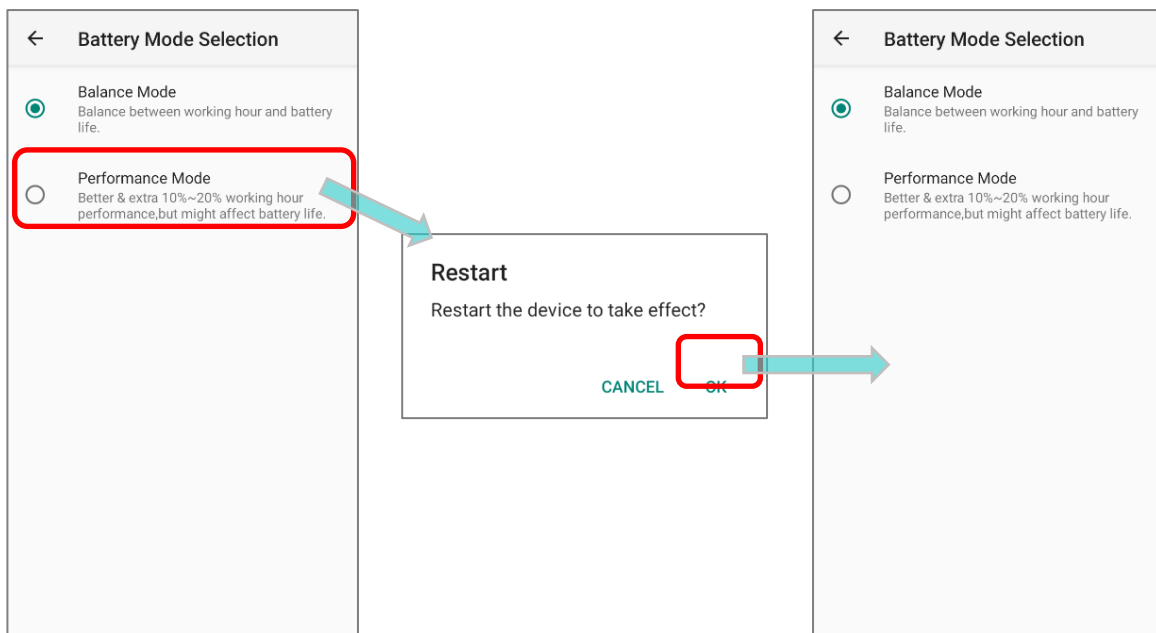 Battery Mode Selection
Balance Mode
Balance between working hour and battery
life.
Performance Mode
Better & extra 10%~20% working hour
performance,but might affect battery life.
Restart
Restart the device to take effect?
CANCEL OK
Battery Mode Selection
Balance Mode
Balance between working hour and battery
life.
Performance Mode
Better & extra 10%~20% working hour
performance,but might affect battery life.